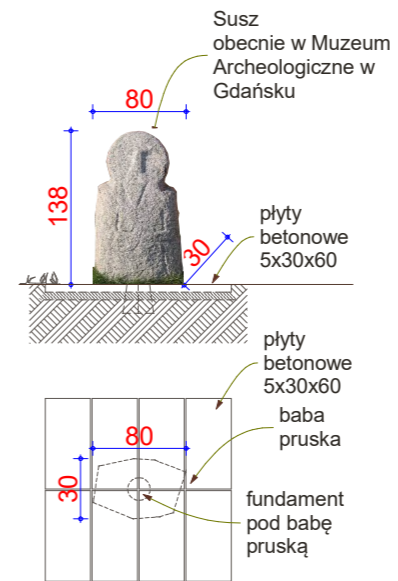 Susz
obecnie w Muzeum
Archeologiczne w
Gdańsku
80
138
30
płyty
betonowe
5x30x60
płyty
betonowe
5x30x60
80
30
baba
pruska
fundament
pod babę
pruską